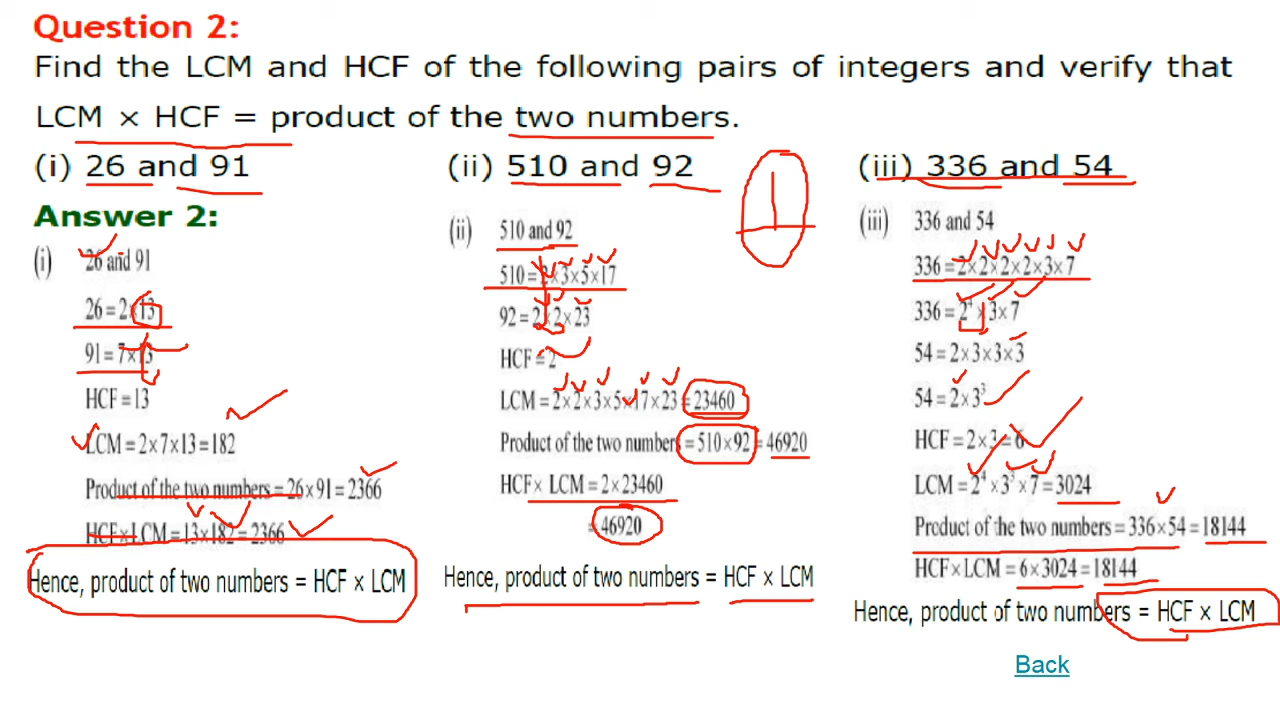 Question 2:
Find the LCM and HCF of the following pairs of integers and verify that
LCM × HCF = product of the two numbers.
(i) 26 and 91
(ii) 510 and 92
(iii) 336 and 54
Answer 2:
(i) 26 and 91
26 = 2×13
91 = 7×13
HCF = 13
LCM = 2×7×13 = 182
Product of the two numbers = 26×91 = 2366
HCF×LCM = 13×182 = 2366
Hence, product of two numbers = HCF × LCM
(ii) 510 and 92
510 = 2×3×5×17
92 = 2×2×23
HCF = 2
LCM = 2×2×3×5×17×23 = 23460
Product of the two numbers = 510×92 = 46920
HCF× LCM = 2×23460
= 46920
Hence, product of two numbers = HCF × LCM
(iii) 336 and 54
336 = 2×2×2×2×3×7
336 = 2⁴×3×7
54 = 2×3×3×3
54 = 2×3³
HCF = 2×3 = 6
LCM = 2⁴×3³×7 = 3024
Product of the two numbers = 336×54 = 18144
HCF×LCM = 6×3024 = 18144
Hence, product of two numbers = HCF × LCM
Back